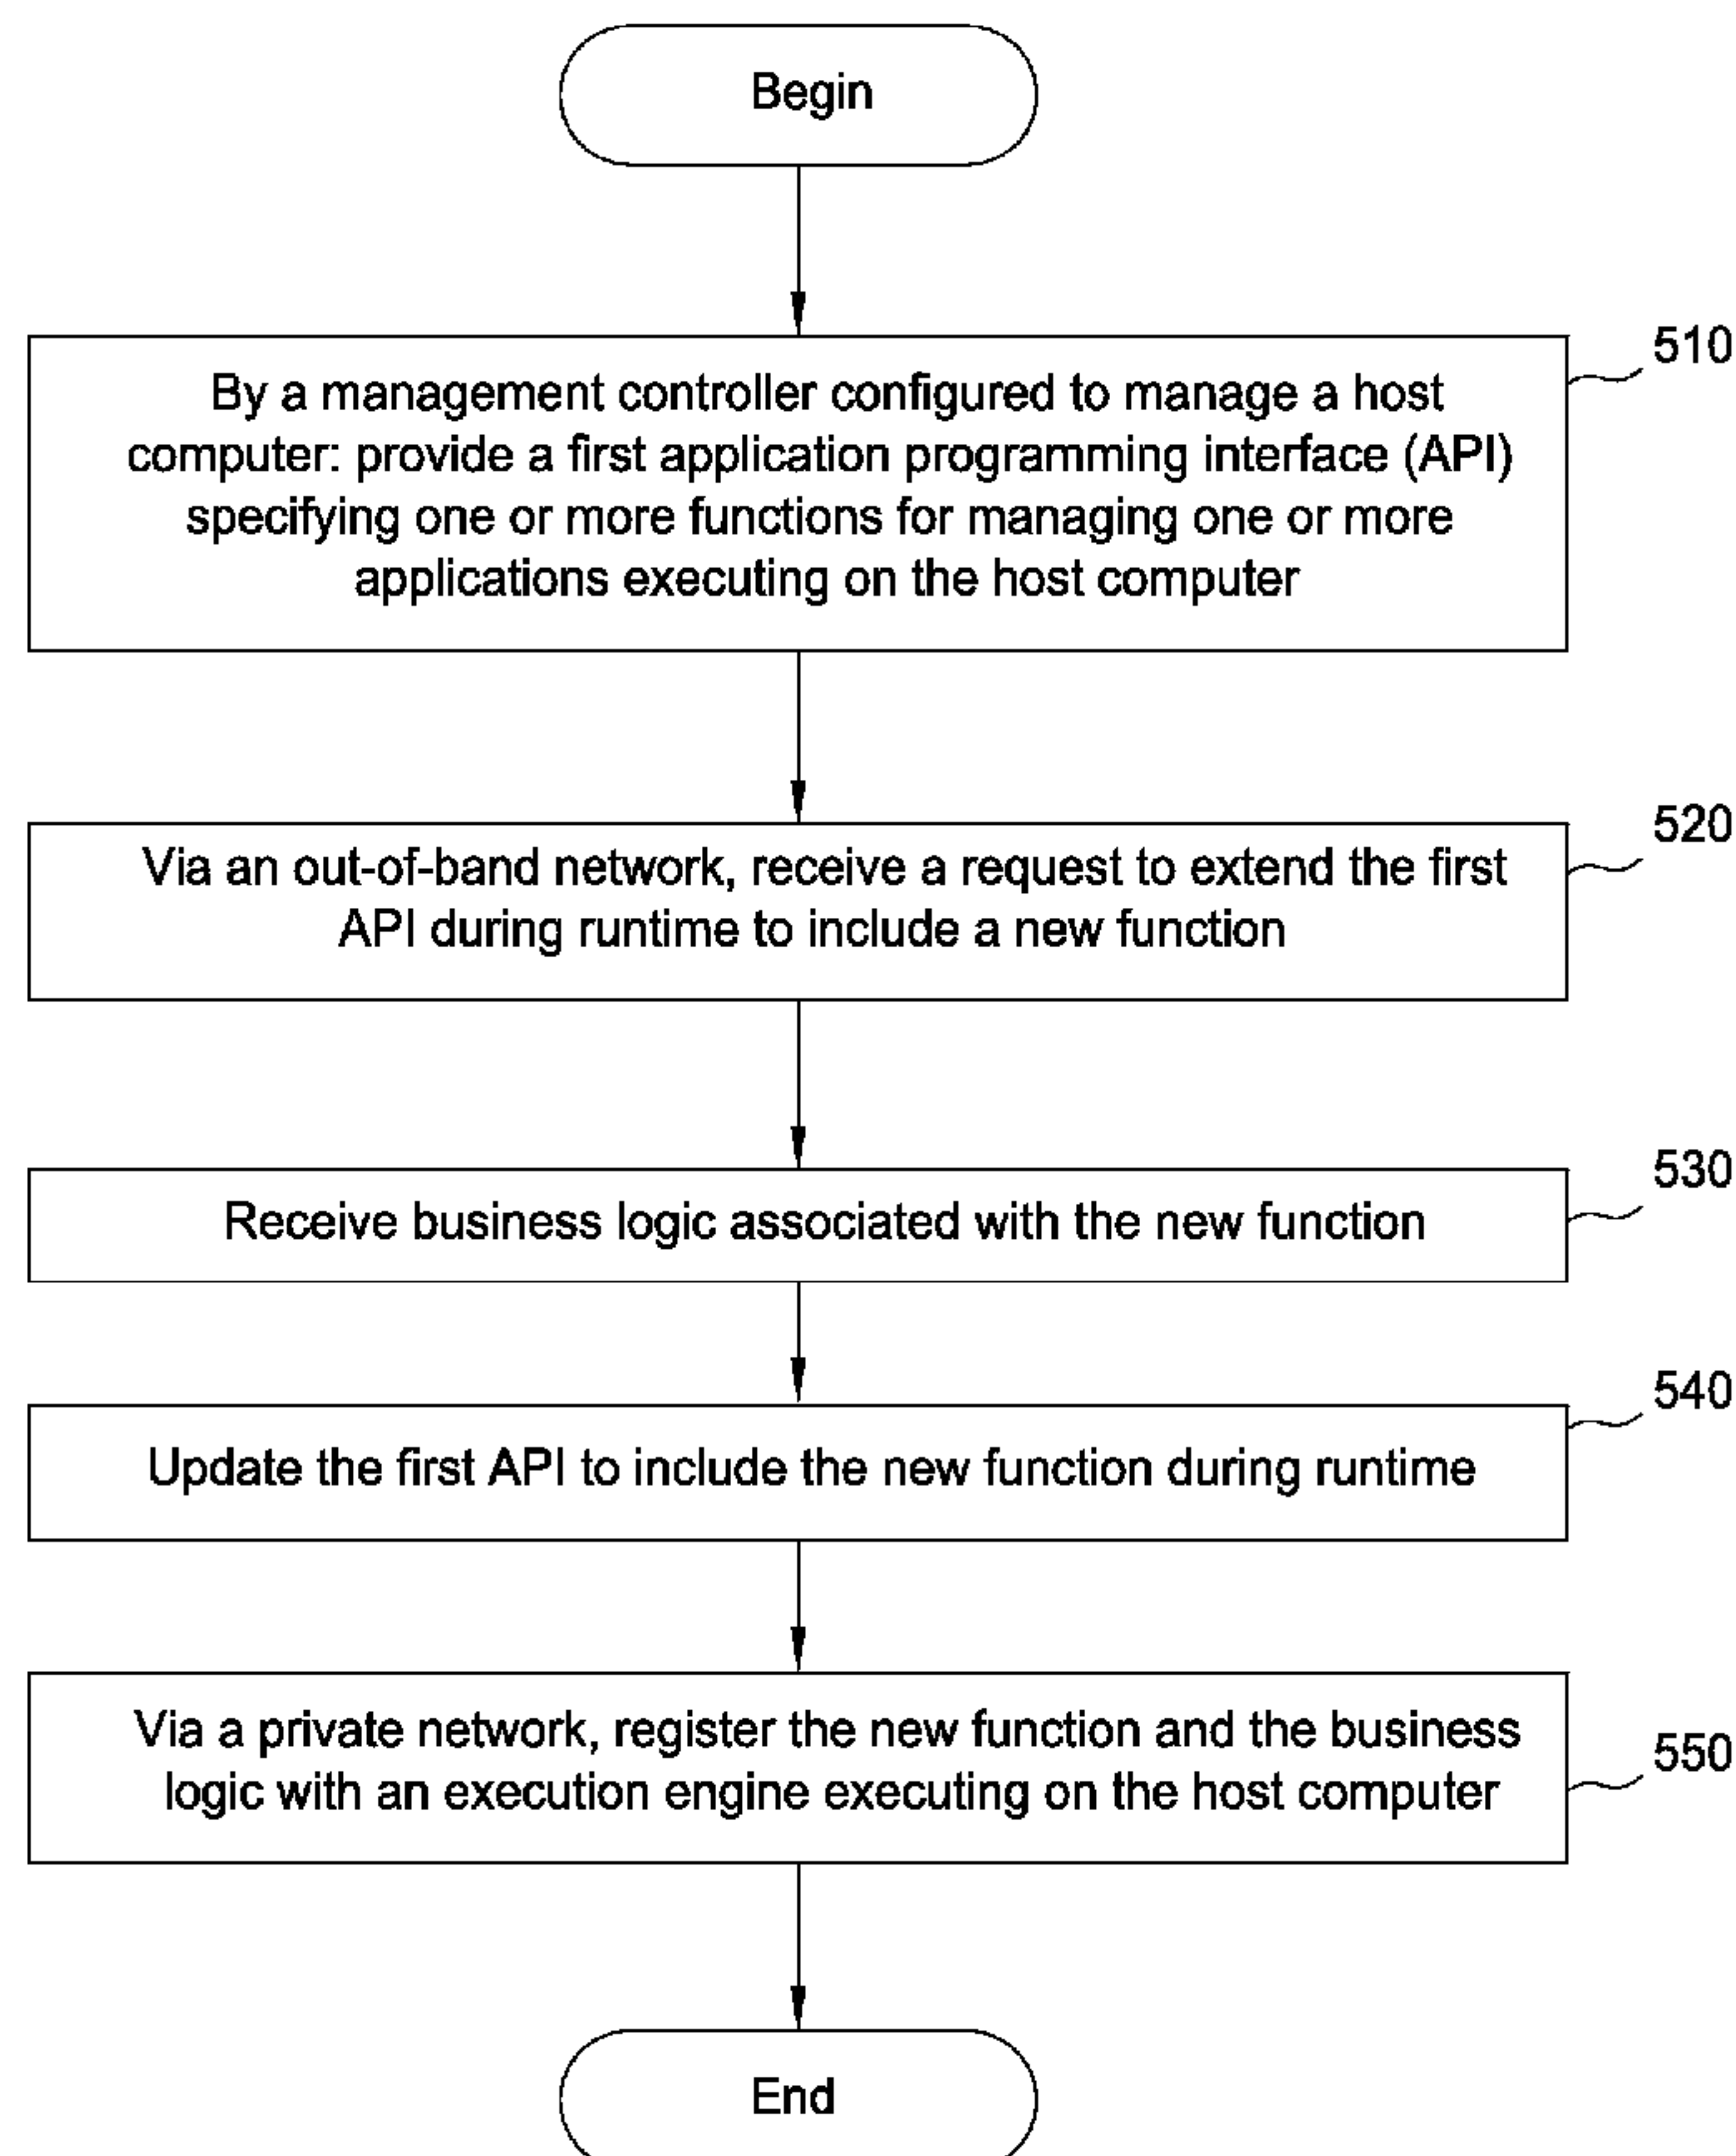 Begin
510
By a management controller configured to manage a host
computer: provide a first application programming interface (API)
specifying one or more functions for managing one or more
applications executing on the host computer
520
Via an out-of-band network, receive a request to extend the first
API during runtime to include a new function
530
Receive business logic associated with the new function
540
Update the first API to include the new function during runtime
550
Via a private network, register the new function and the business
logic with an execution engine executing on the host computer
End